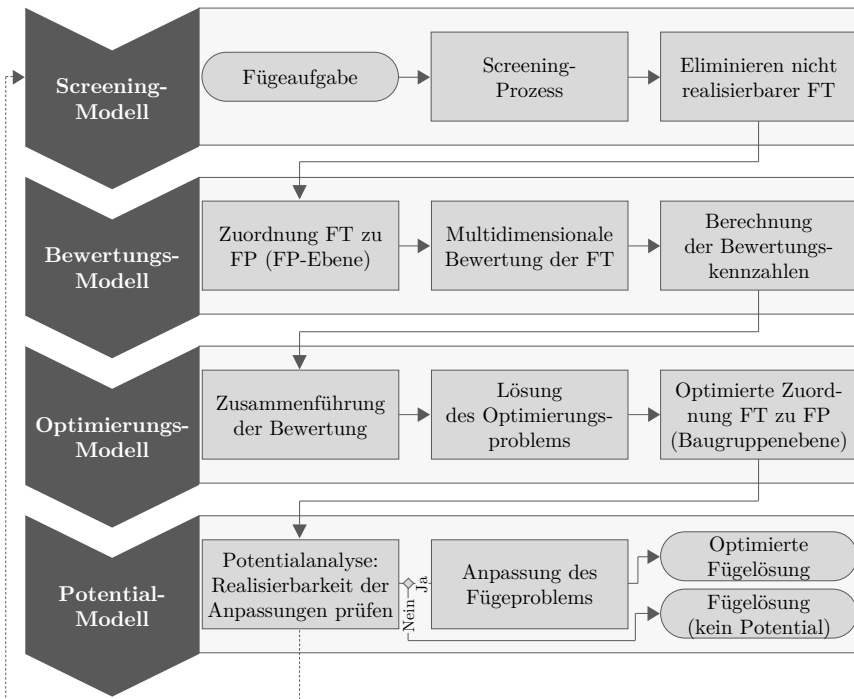 Screening-
Modell
Fügeaufgabe
Screening-
Prozess
Eliminieren nicht
realisierbarer FT
Bewertungs-
Modell
Zuordnung FT zu
FP (FP-Ebene)
Multidimensionale
Bewertung der FT
Berechnung
der Bewertungs-
kennzahlen
Optimierungs-
Modell
Zusammenführung
der Bewertung
Lösung
des Optimierungs-
problems
Optimierte Zuord-
nung FT zu FP
(Baugruppenebene)
Potential-
Modell
Potentialanalyse:
Realisierbarkeit der
Anpassungen prüfen
Ja
Nein
Anpassung des
Fügeproblems
Optimierte
Fügelösung
Fügelösung
(kein Potential)